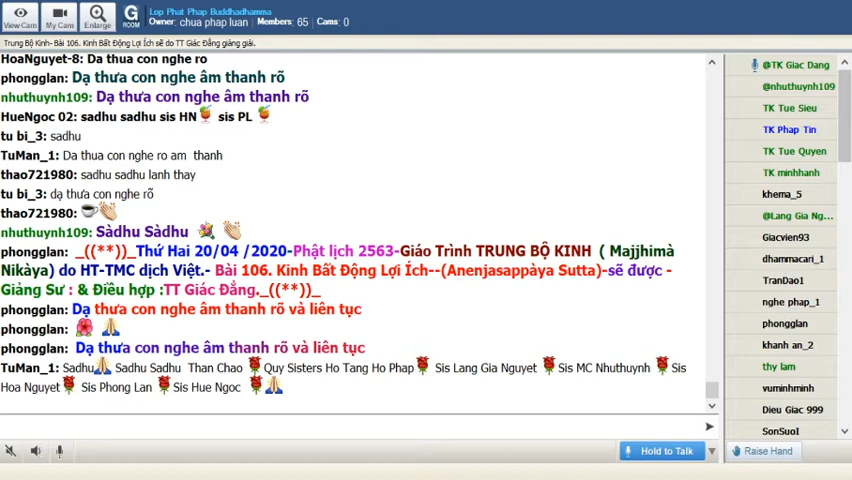 Lop Phat Phap Buddhadhamma
Owner: chua phap luan Members: 65 Cams: 0
View Cam
My Cam
Enlarge
G
ROOM
Trung Bộ Kinh- Bài 106. Kinh Bất Động Lợi Ích sẽ do TT Giác Đẳng giảng giải.
HoaNguyet-8: Da thua con nghe ro
phongglan: Dạ thưa con nghe âm thanh rõ
nhuthuynh109: Dạ thưa con nghe âm thanh rõ
HueNgoc 02: sadhu sadhu sis HN sis PL
tu bi_3: sadhu
TuMan_1: Da thua con nghe ro am thanh
thao721980: sadhu sadhu lanh thay
tu bi_3: dạ thưa con nghe rõ
thao721980:
nhuthuynh109: Sàdhu Sàdhu
phongglan: _((**))_Thứ Hai 20/04 /2020-Phật lịch 2563-Giáo Trình TRUNG BỘ KINH ( Majjhimà
Nikàya) do HT-TMC dịch Việt.- Bài 106. Kinh Bất Động Lợi Ích--(Anenjasappàya Sutta)-sẽ được -
Giảng Sư : & Điều hợp :TT Giác Đẳng._((**))_
phongglan: Dạ thưa con nghe âm thanh rõ và liên tục
phongglan:
phongglan: Dạ thưa con nghe âm thanh rõ và liên tục
TuMan_1: Sadhu Sadhu Sadhu Than Chao Quy Sisters Ho Tang Ho Phap Sis Lang Gia Nguyet Sis MC Nhuthuynh Sis
Hoa Nguyet Sis Phong Lan Sis Hue Ngoc
@TK Giac Dang
@nhuthuynh109
TK Tue Sieu
TK Phap Tin
TK Tue Quyen
TK minhhanh
khema_5
@Lang Gia Ng...
Giacvien93
dhammacari_1
TranDao1
nghe phap_1
phongglan
khanh an_2
thy lam
vuminhminh
Dieu Giac 999
SonSuoI
Hold to Talk
Raise Hand